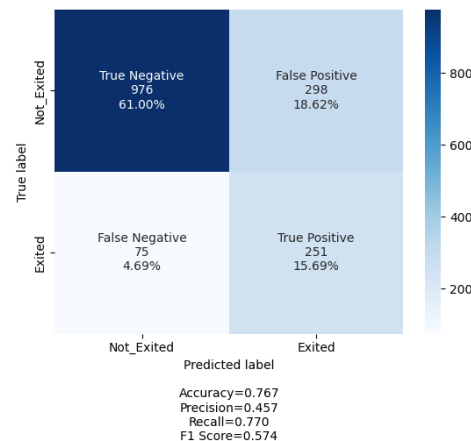 True Negative
976
61.00%
False Positive
298
18.62%
False Negative
75
4.69%
True Positive
251
15.69%
Not_Exited
Exited
True label
Not_Exited
Exited
Predicted label
Accuracy=0.767
Precision=0.457
Recall=0.770
F1 Score=0.574
800
600
400
200